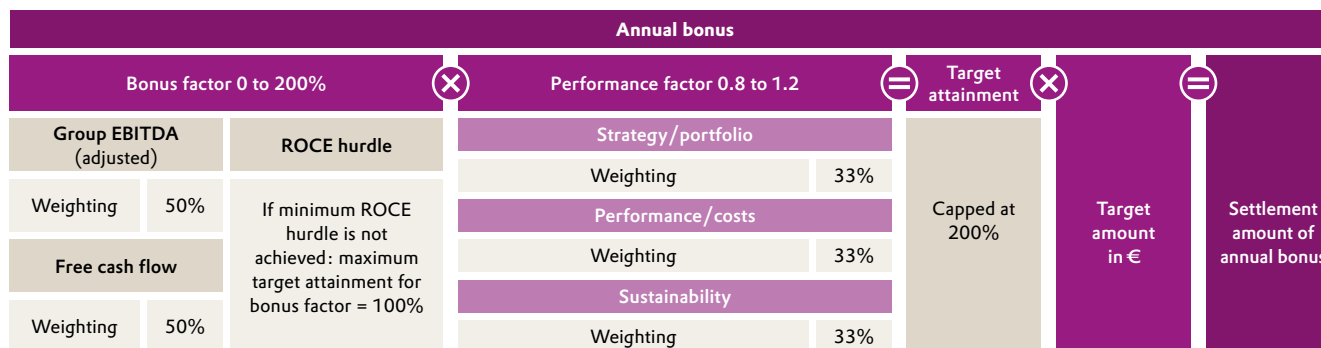 Annual bonus
Bonus factor 0 to 200%
×
Performance factor 0.8 to 1.2
=
Target
attainment
×
=
Group EBITDA
(adjusted)
Weighting 50%
Free cash flow
Weighting 50%
ROCE hurdle
If minimum ROCE
hurdle is not
achieved: maximum
target attainment for
bonus factor = 100%
Strategy/portfolio
Weighting 33%
Performance/costs
Weighting 33%
Sustainability
Weighting 33%
Capped at
200%
Target
amount
in €
Settlement
amount of
annual bonus